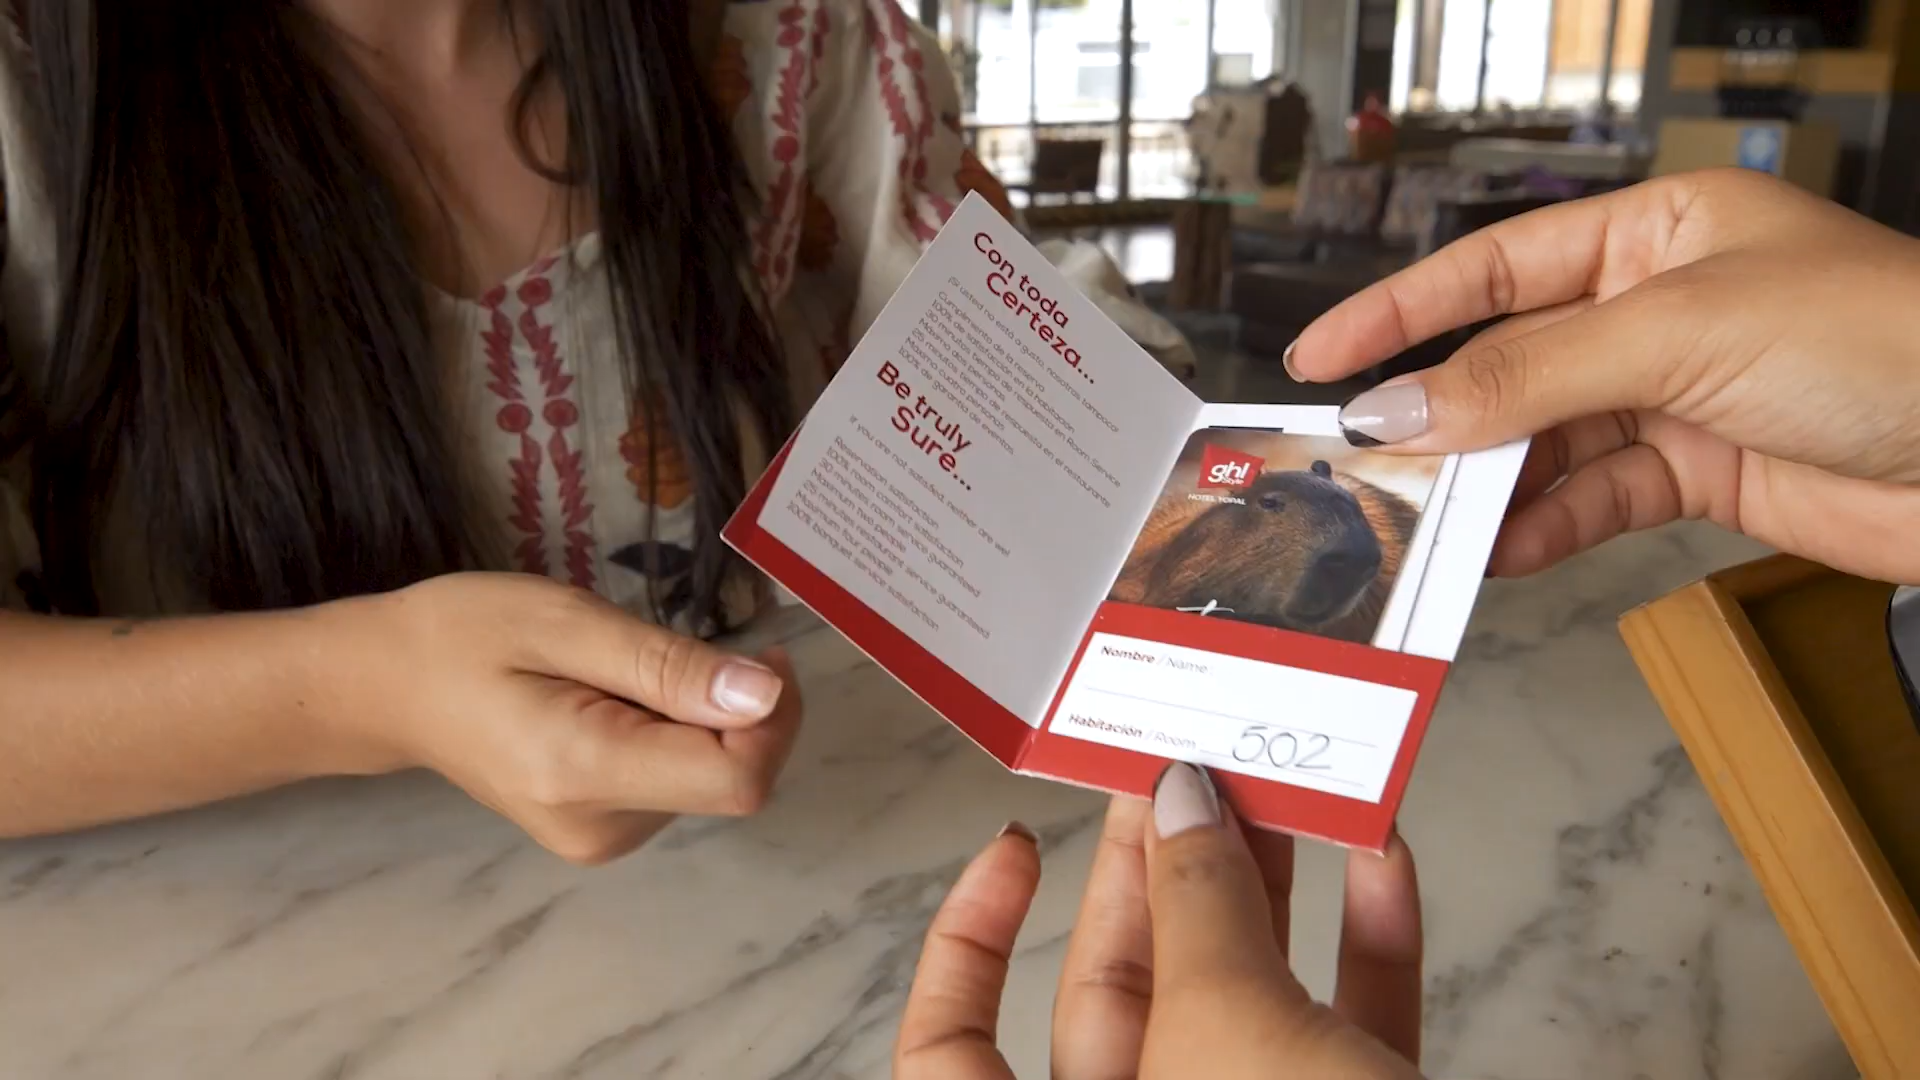 Con toda
Certeza...
¡Si usted no está a gusto, nosotros tampoco!
Cumplimiento de la reserva
100% de satisfacción en la habitación
30 minutos tiempo de respuesta en Room Service
Máximo dos personas
25 minutos tiempo de respuesta en el restaurante
Máximo cuatro personas
100% de garantía de eventos
Be truly
Sure...
If you are not satisfied, neither are we!
Reservation satisfaction
100% room comfort satisfaction
30 minutes room service guaranteed
Maximum two people
25 minutes restaurant service guaranteed
Maximum four people
100% banquet service satisfaction
ghl
Style
HOTEL YOPAL
Nombre / Name:
Habitación / Room 502